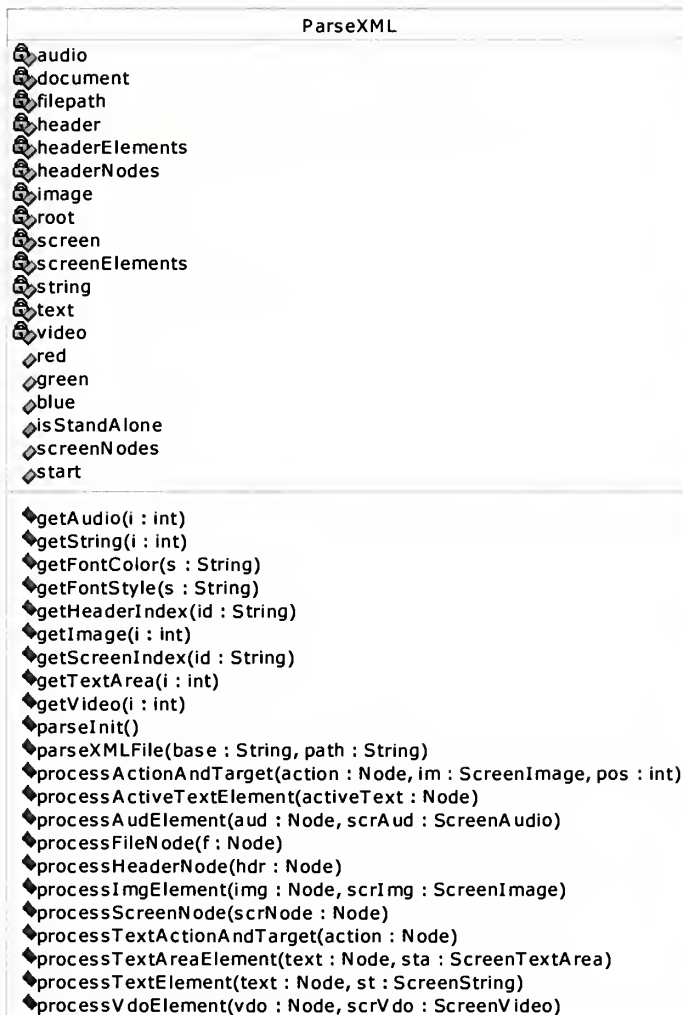 ParseXML
audio
document
filepath
header
headerElements
headerNodes
image
root
screen
screenElements
string
text
video
red
green
blue
isStandAlone
screenNodes
start
getAudio(i : int)
getString(i : int)
getFontColor(s : String)
getFontStyle(s : String)
getHeaderIndex(id : String)
getImage(i : int)
getScreenIndex(id : String)
getTextArea(i : int)
getVideo(i : int)
parseInit()
parseXMLFile(base : String, path : String)
processActionAndTarget(action : Node, im : ScreenImage, pos : int)
processActiveTextElement(activeText : Node)
processAudElement(aud : Node, scrAud : ScreenAudio)
processFileNode(f : Node)
processHeaderNode(hdr : Node)
processImgElement(img : Node, scrImg : ScreenImage)
processScreenNode(scrNode : Node)
processTextActionAndTarget(action : Node)
processTextAreaElement(text : Node, sta : ScreenTextArea)
processTextElement(text : Node, st : ScreenString)
processVdoElement(vdo : Node, scrVdo : ScreenVideo)